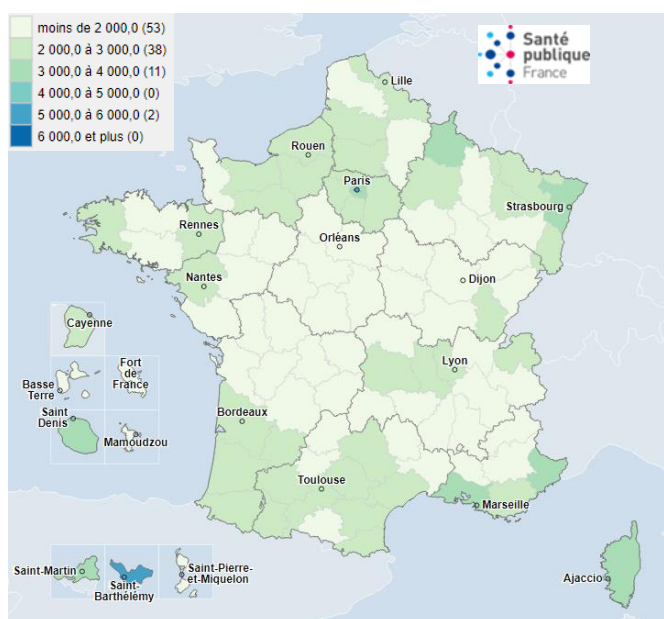 moins de 2 000,0 (53)
2 000,0 à 3 000,0 (38)
3 000,0 à 4 000,0 (11)
4 000,0 à 5 000,0 (0)
5 000,0 à 6 000,0 (2)
6 000,0 et plus (0)
Santé
publique
France
Lille
Rouen
Paris
Strasbourg
Rennes
Orléans
Nantes
Dijon
Cayenne
Lyon
Basse
Terre
Fort
de
France
Saint
Denis
Mamoudzou
Bordeaux
Toulouse
Marseille
Saint-Martin
Saint-
Barthélémy
Saint-Pierre-
et-Miquelon
Ajaccio